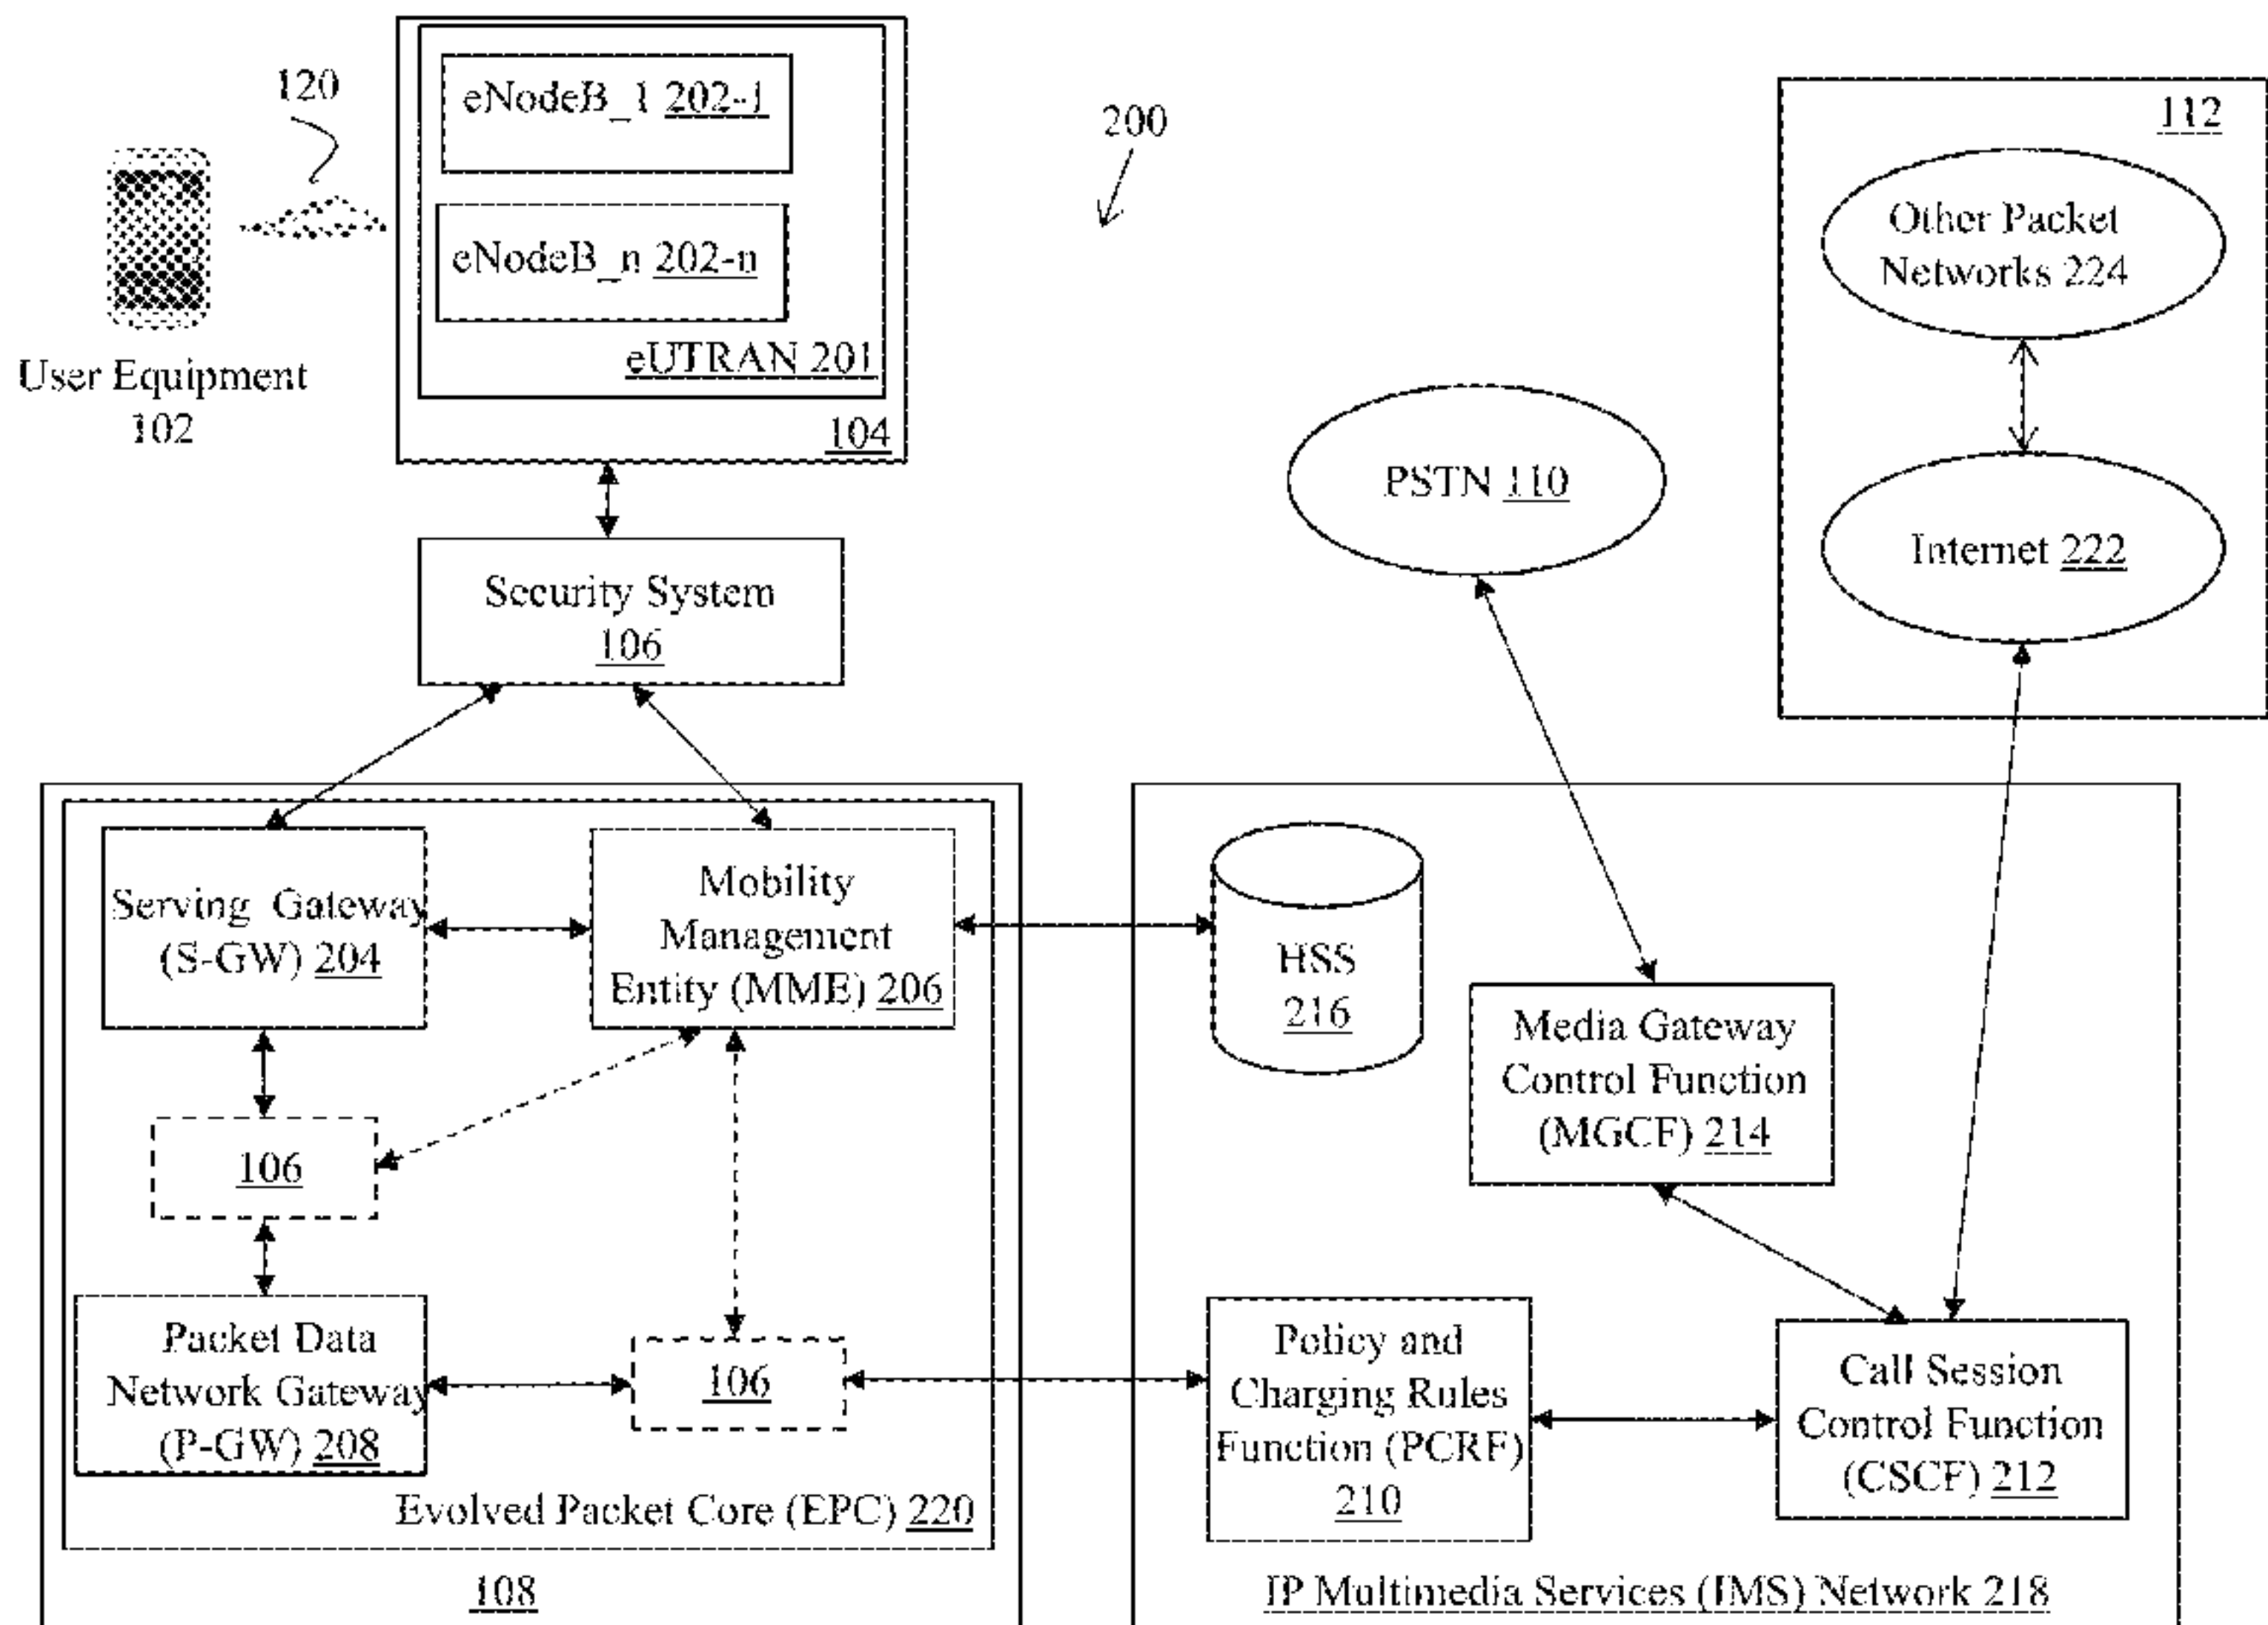 120
eNodeB_1 202-1
eNodeB_n 202-n
eUTRAN 201
104
User Equipment
102
200
112
Other Packet
Networks 224
Internet 222
PSTN 110
Security System
106
Serving Gateway
(S-GW) 204
Mobility
Management
Entity (MME) 206
HSS
216
Media Gateway
Control Function
(MGCF) 214
106
Packet Data
Network Gateway
(P-GW) 208
106
Policy and
Charging Rules
Function (PCRF)
210
Call Session
Control Function
(CSCF) 212
Evolved Packet Core (EPC) 220
108
IP Multimedia Services (IMS) Network 218